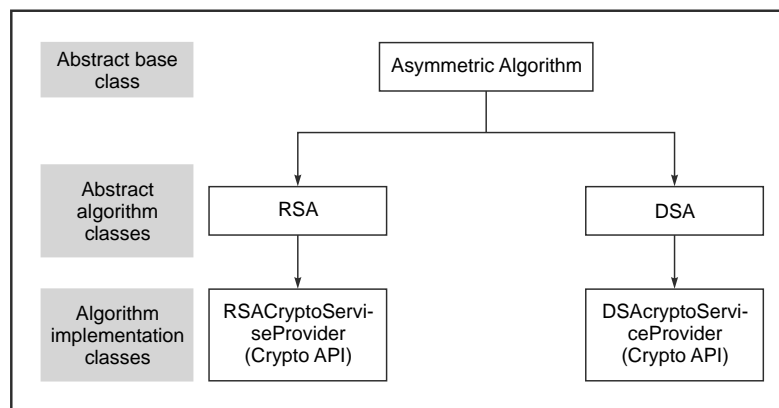 Abstract base
class
Asymmetric Algorithm
Abstract
algorithm
classes
RSA
DSA
Algorithm
implementation
classes
RSACryptoServi-
seProvider
(Crypto API)
DSAcryptoServi-
ceProvider
(Crypto API)